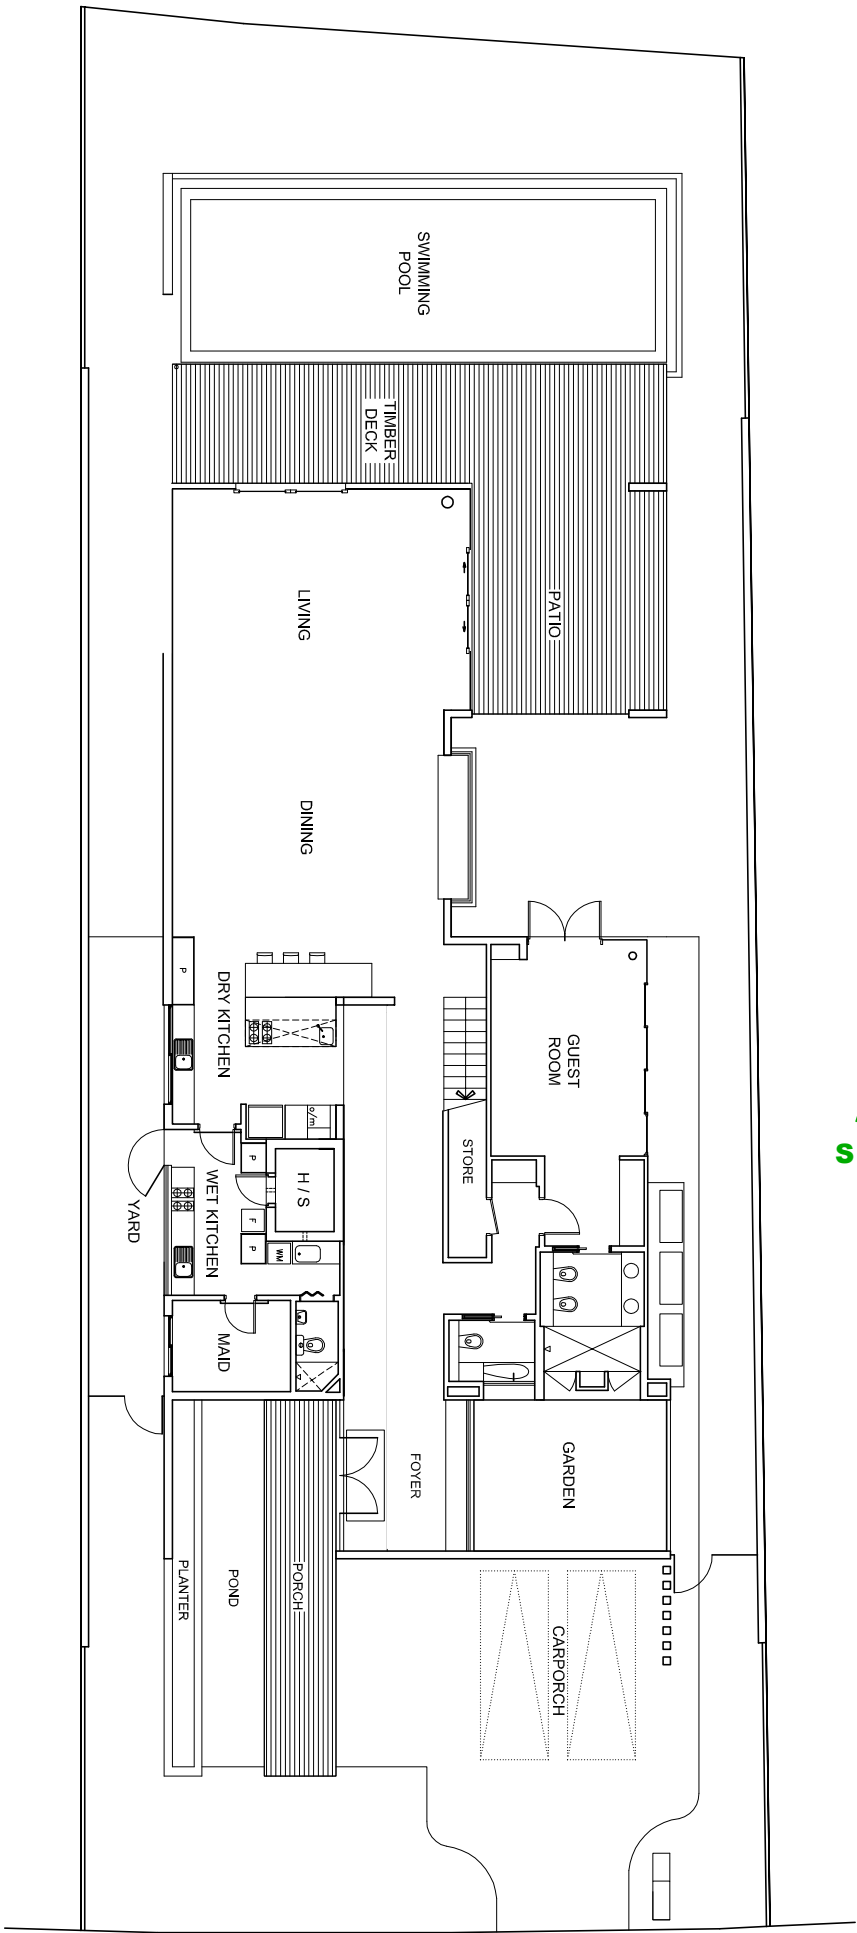 SWIMMING
POOL
TIMBER
DECK
PATIO
LIVING
DINING
P
DRY KITCHEN
GUEST
ROOM
o/m
STORE
P
H / S
WET KITCHEN
F
P
WM
YARD
MAID
FOYER
GARDEN
PLANTER
POND
PORCH
CARPORCH
s